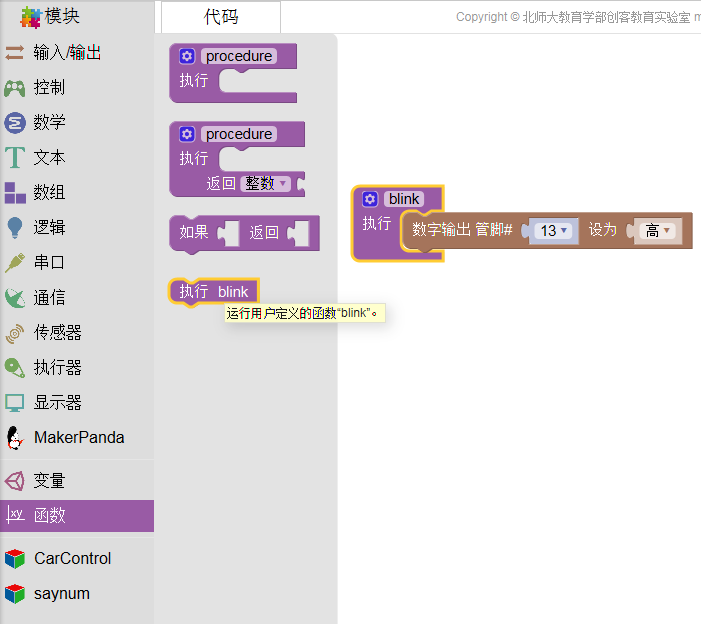 模块
代码
Copyright © 北师大教育学部创客教育实验室 m
输入/输出
控制
数学
文本
数组
逻辑
串口
通信
传感器
执行器
显示器
MakerPanda
变量
xy 函数
CarControl
saynum
procedure
执行
procedure
执行
返回 整数
如果 返回
执行 blink
运行用户定义的函数“blink”。
blink
执行 数字输出 管脚# 13 设为 高